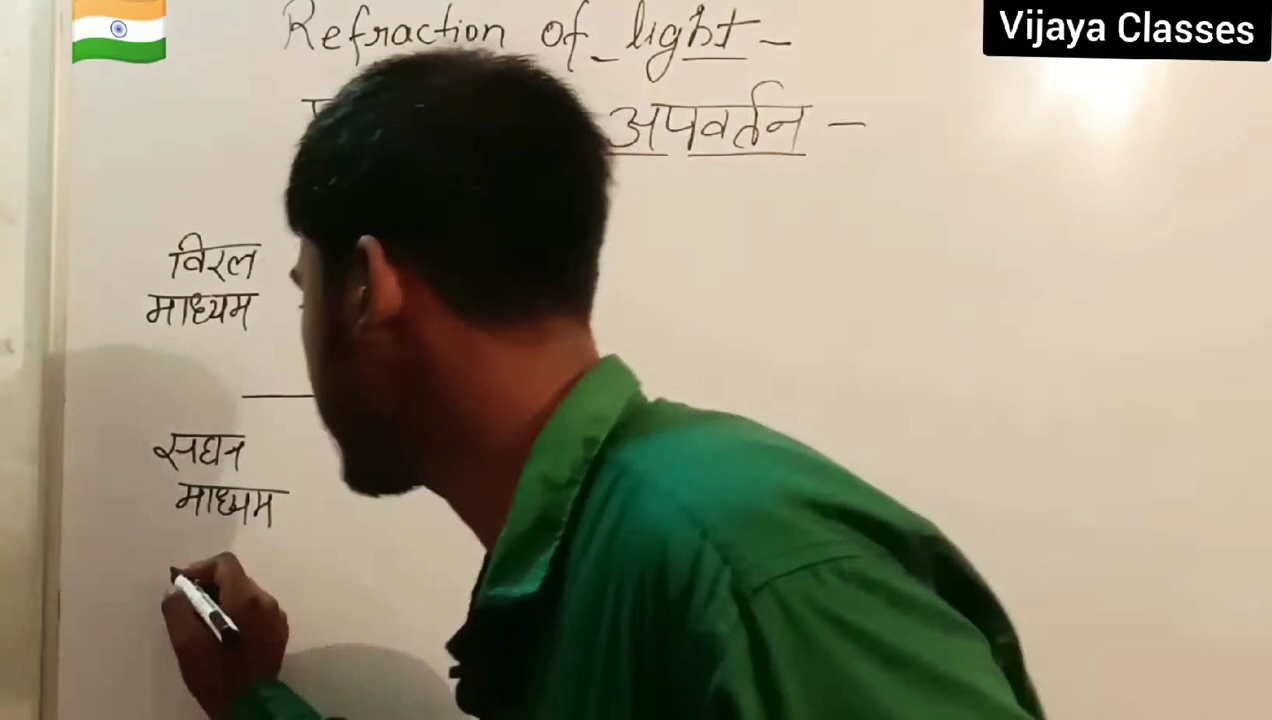 Vijaya Classes
Refraction of light -
अपवर्तन -
विरल
माध्यम
सघन
माध्यम